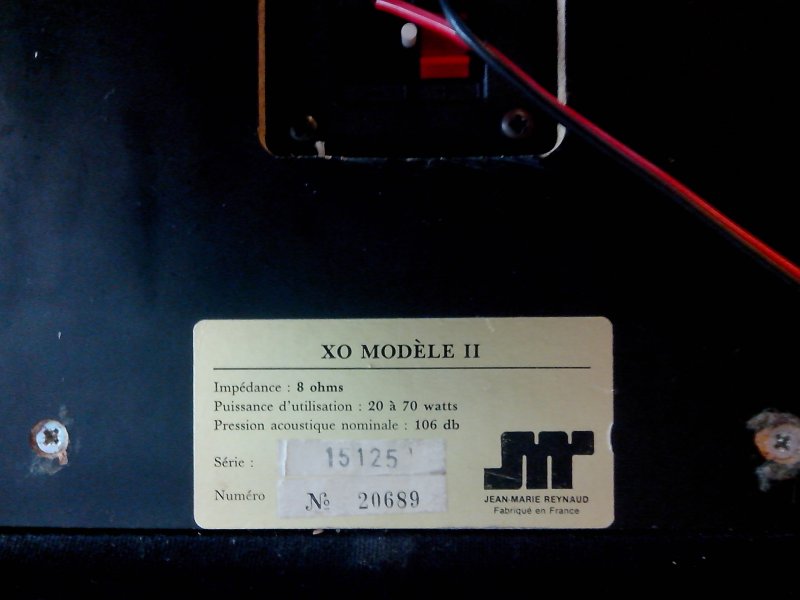 XO MODÈLE II
Impédance : 8 ohms
Puissance d'utilisation : 20 à 70 watts
Pression acoustique nominale : 106 db
Série : 15125
Numéro Nº 20689
JMR
JEAN-MARIE REYNAUD
Fabriqué en France